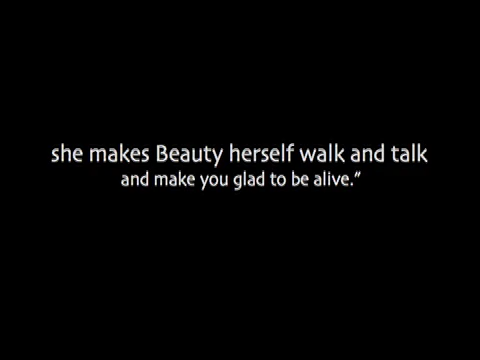 she makes Beauty herself walk and talk
and make you glad to be alive.”